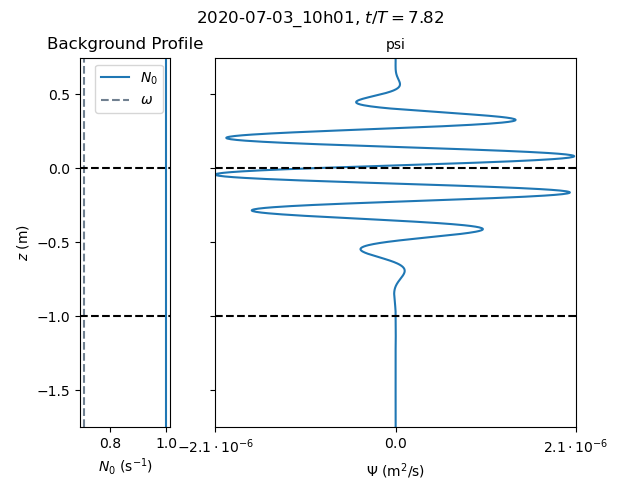 2020-07-03_10h01, t/T = 7.82
Background Profile
psi
N₀
ω
z (m)
0.5
0.0
−0.5
−1.0
−1.5
0.8
1.0
N₀ (s⁻¹)
−2.1 · 10⁻⁶
0.0
2.1 · 10⁻⁶
Ψ (m²/s)